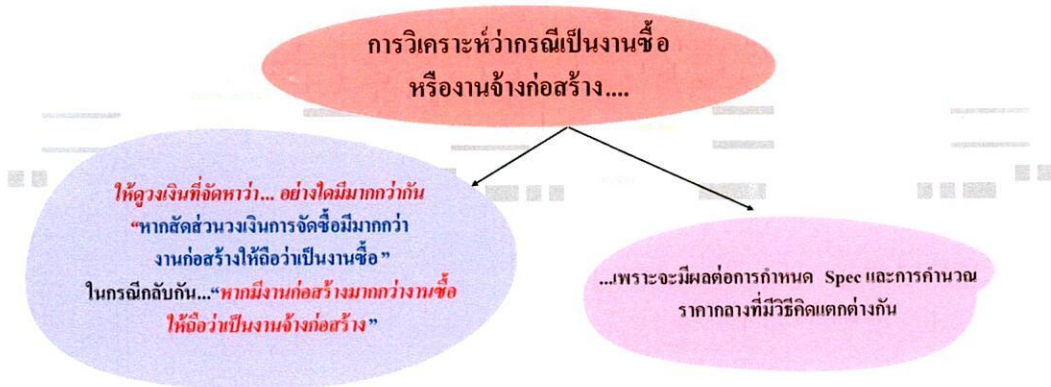 การวิเคราะห์ว่ากรณีเป็นงานซื้อ
หรืองานจ้างก่อสร้าง....
ให้ดูวงเงินที่จัดหาว่า... อย่างใดมีมากกว่ากัน
“หากสัดส่วนวงเงินการจัดซื้อมีมากกว่า
งานก่อสร้างให้ถือว่าเป็นงานซื้อ”
ในกรณีกลับกัน...“หากมีงานก่อสร้างมากกว่างานซื้อ
ให้ถือว่าเป็นงานจ้างก่อสร้าง”
...เพราะจะมีผลต่อการกำหนด Spec และการคำนวณ
ราคากลางที่มีวิธีคิดแตกต่างกัน